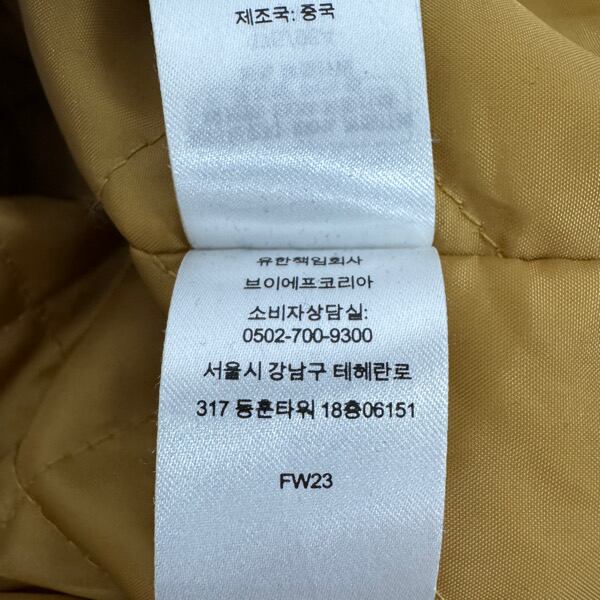 제조국: 중국
유한책임회사
브이에프코리아
소비자상담실:
0502-700-9300
서울시 강남구 테헤란로
317 동훈타워 18층06151
FW23